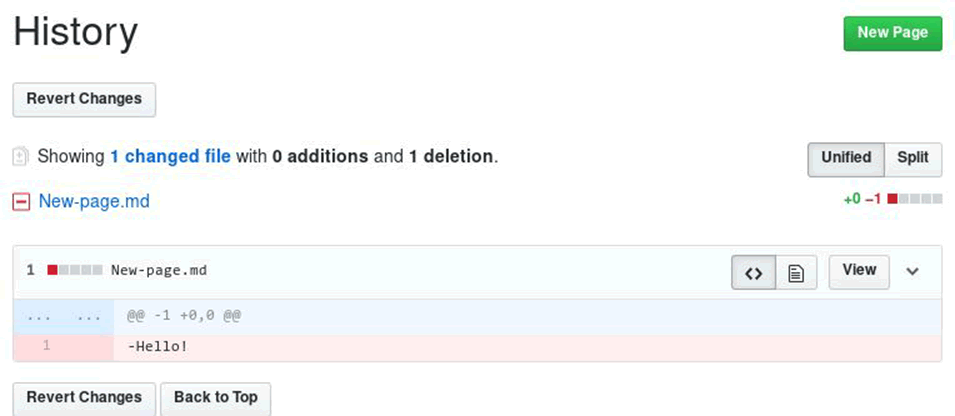 History
New Page
Revert Changes
Showing 1 changed file with 0 additions and 1 deletion.
Unified Split
New-page.md
+0 −1
1 New-page.md
<> View
... ... @@ -1 +0,0 @@
1 -Hello!
Revert Changes Back to Top